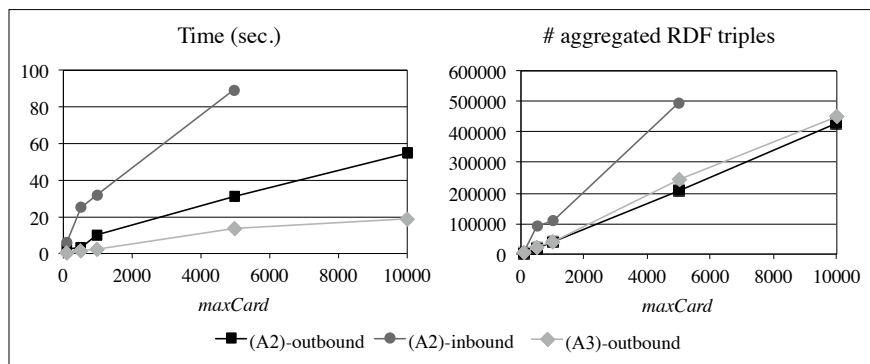 Time (sec.)
100
80
60
40
20
0
0 2000 4000 6000 8000 10000
maxCard
# aggregated RDF triples
600000
500000
400000
300000
200000
100000
0
0 2000 4000 6000 8000 10000
maxCard
(A2)-outbound (A2)-inbound (A3)-outbound